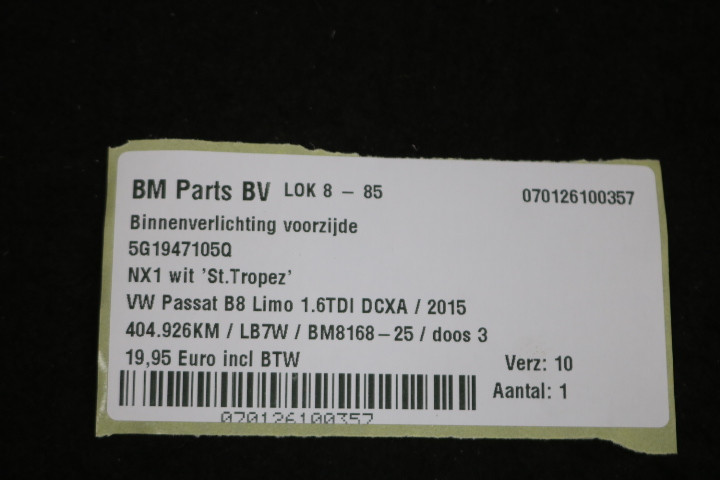 BM Parts BV LOK 8 - 85 070126100357
Binnenverlichting voorzijde
5G1947105Q
NX1 wit 'St.Tropez'
VW Passat B8 Limo 1.6TDI DCXA / 2015
404.926KM / LB7W / BM8168-25 / doos 3
19,95 Euro incl BTW Verz: 10
Aantal: 1
070126100357